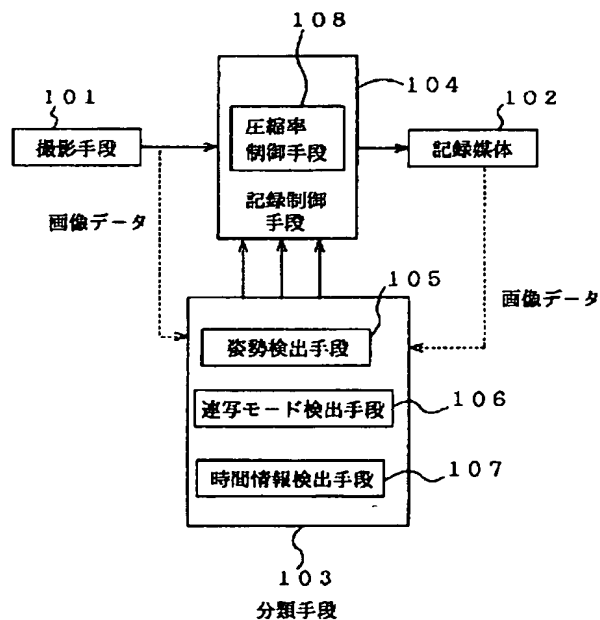 108
104
101
102
圧縮率
制御手段
撮影手段
記録媒体
記録制御
手段
画像データ
画像データ
105
姿勢検出手段
連写モード検出手段
106
時間情報検出手段
107
103
分類手段